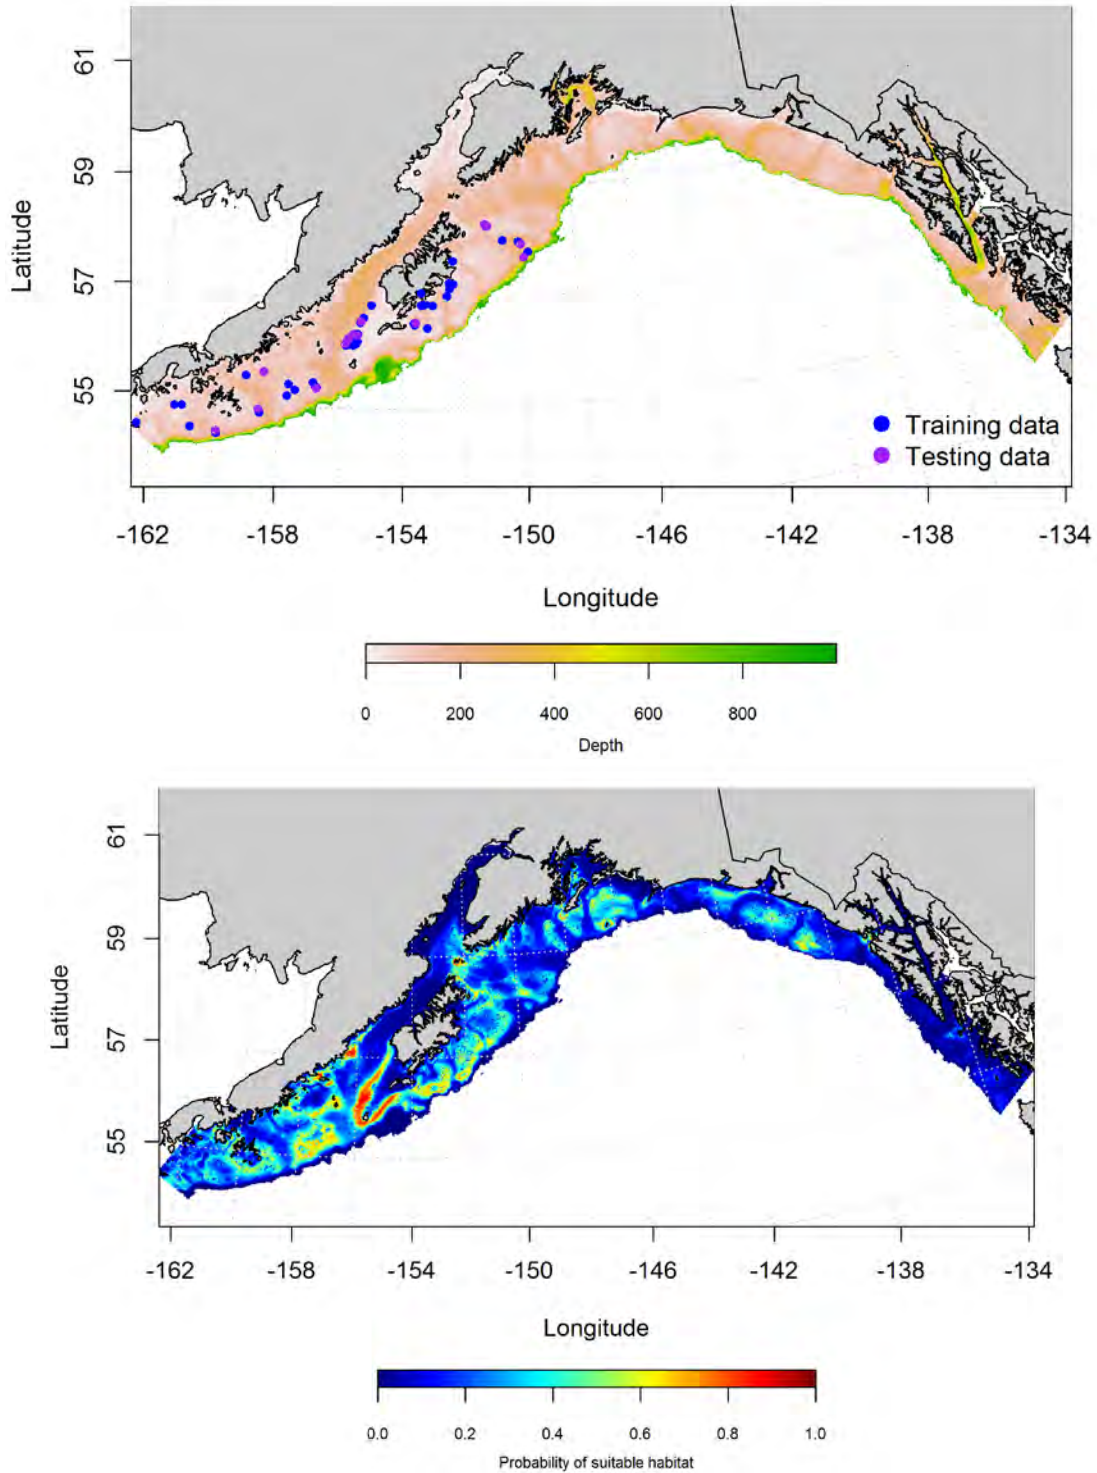 61
59
57
55
Latitude
Training data
Testing data
-162 -158 -154 -150 -146 -142 -138 -134
Longitude
0 200 400 600 800
Depth
61
59
57
55
Latitude
-162 -158 -154 -150 -146 -142 -138 -134
Longitude
0.0 0.2 0.4 0.6 0.8 1.0
Probability of suitable habitat